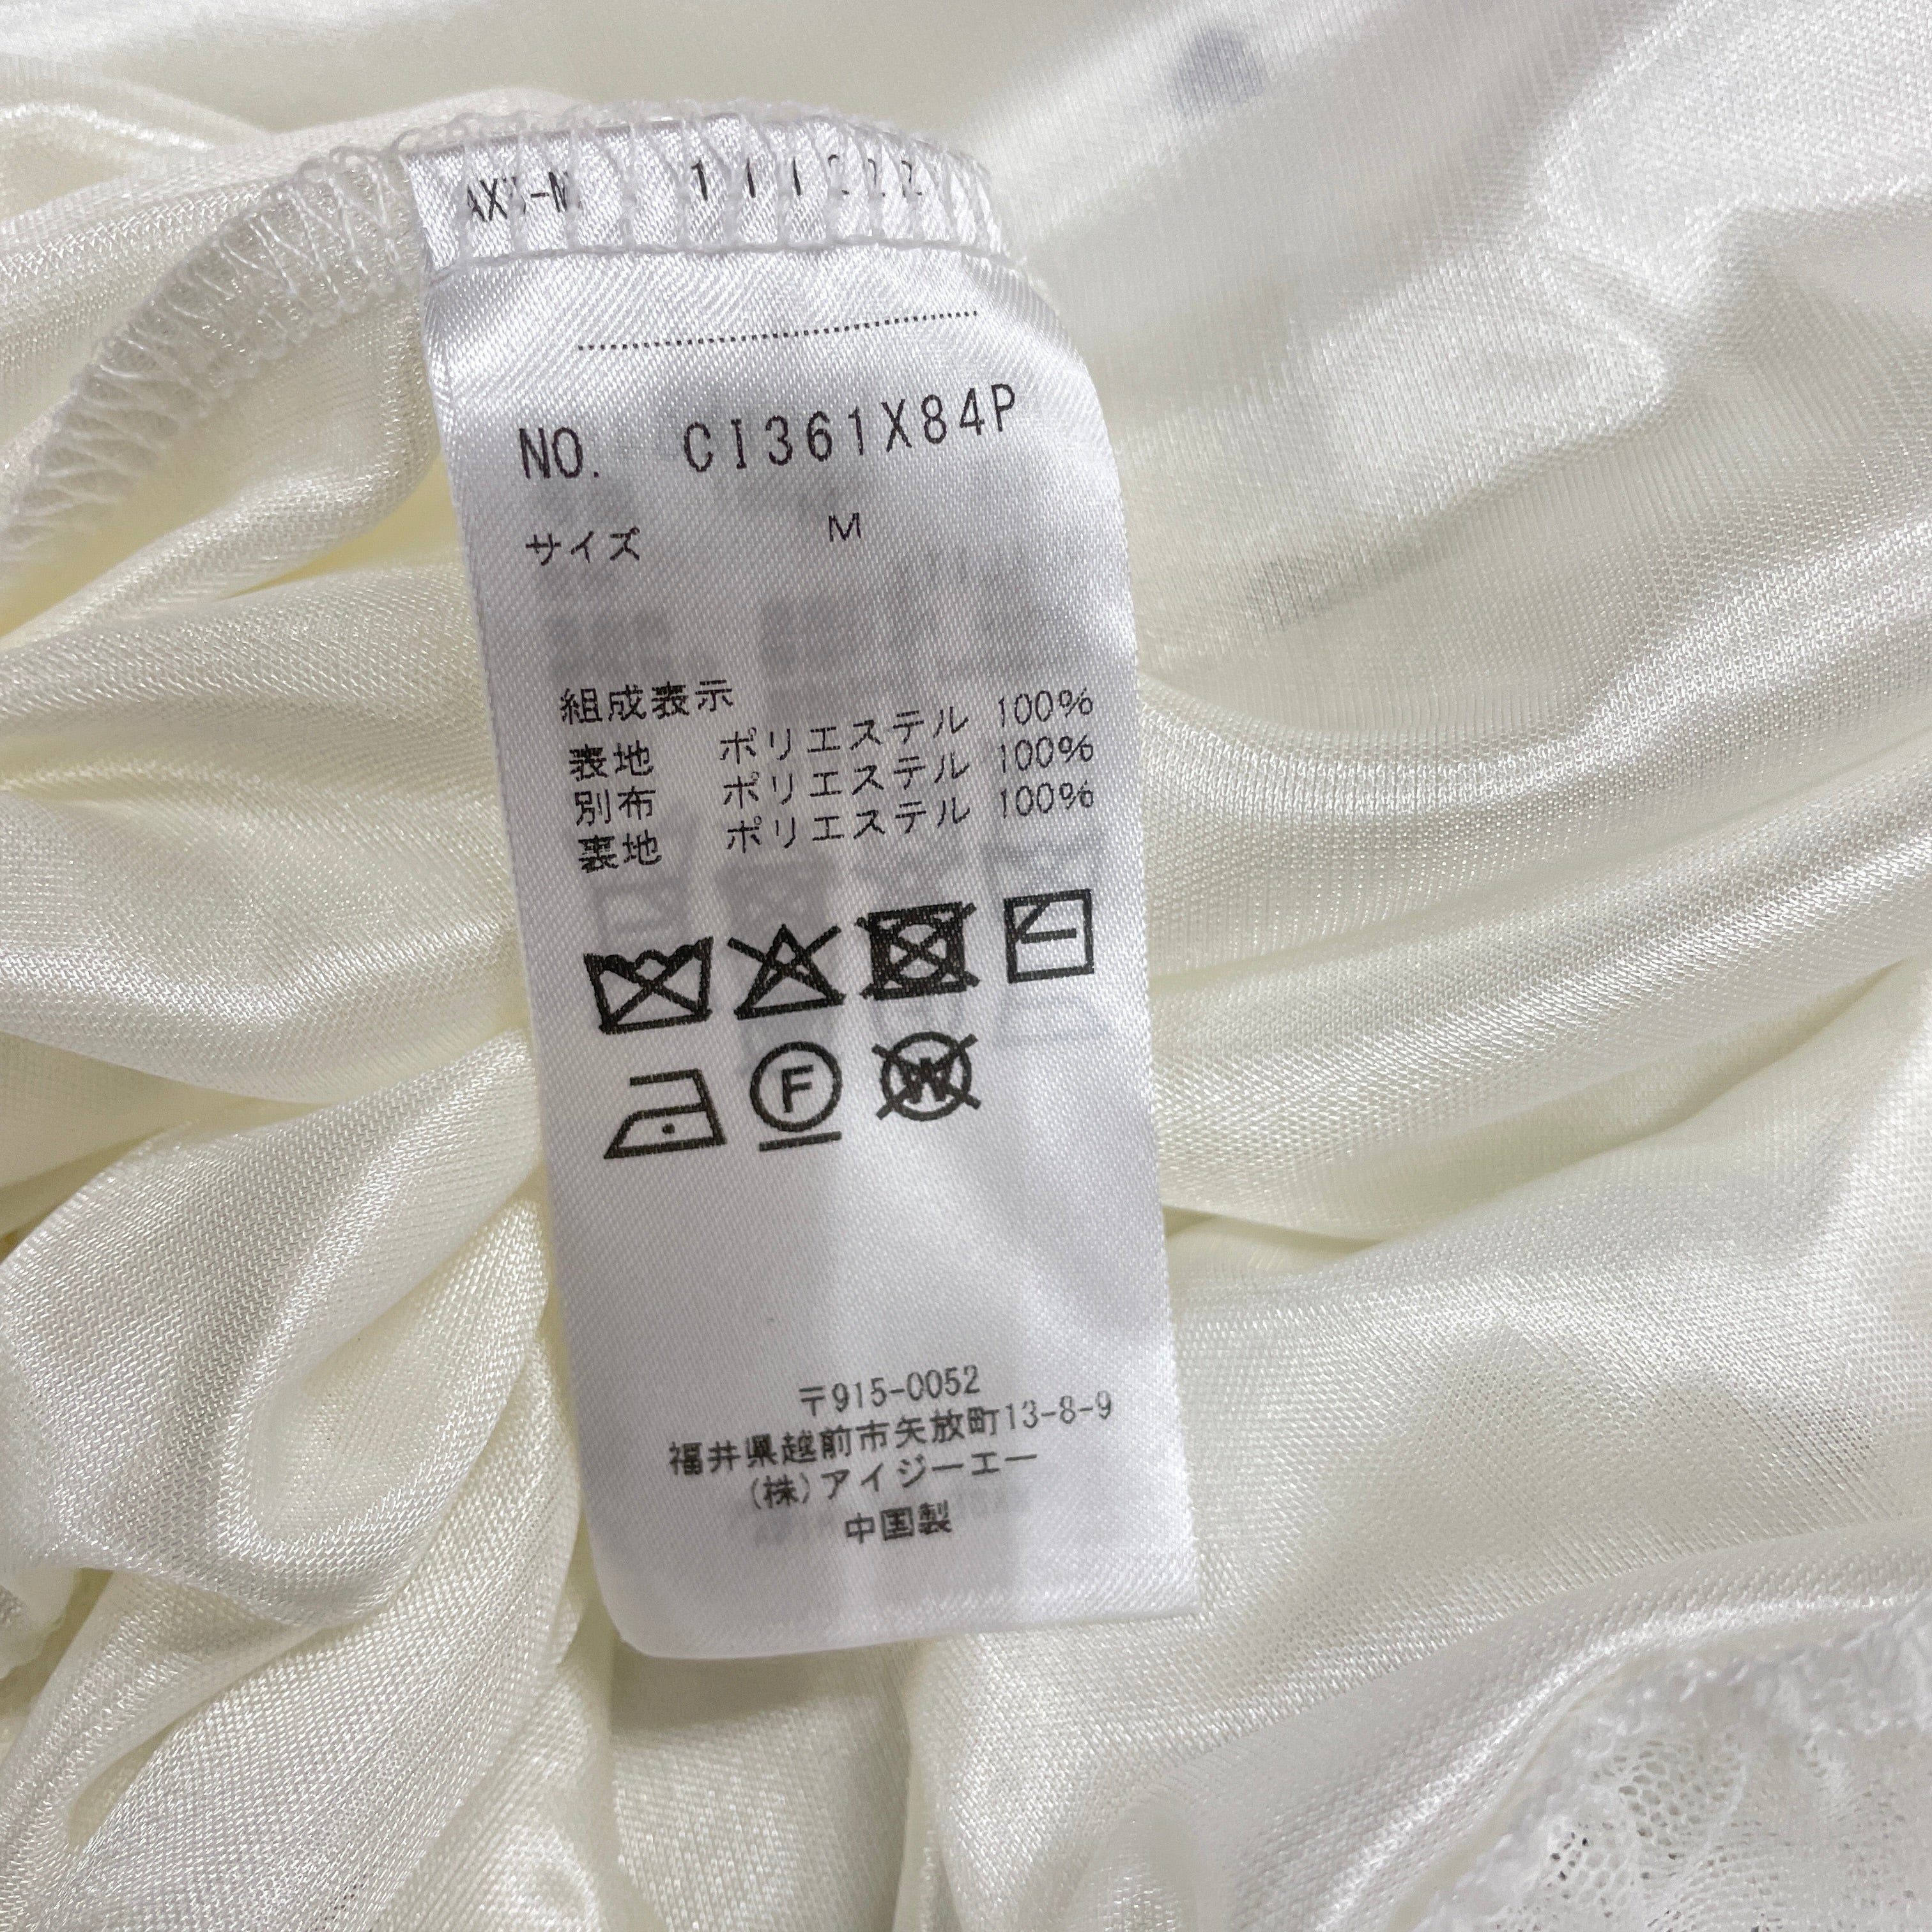 NO. CI361X84P
サイズ M
組成表示
表地 ポリエステル 100%
別布 ポリエステル 100%
裏地 ポリエステル 100%
F
W
〒915-0052
福井県越前市矢放町13-8-9
(株)アイジーエー
中国製